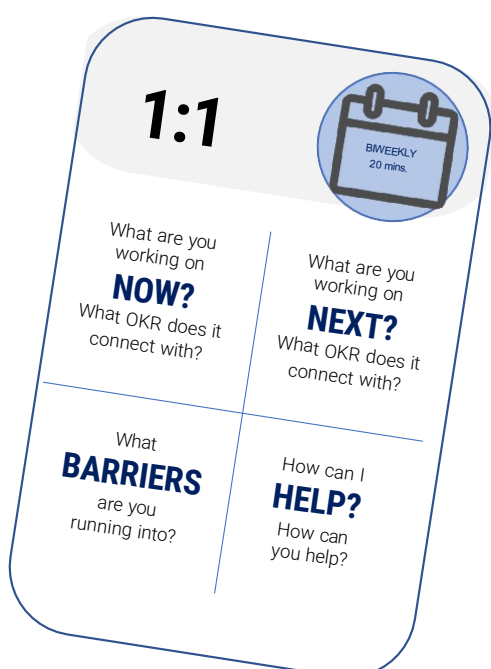 1:1
BIWEEKLY
20 mins.
What are you
working on
NOW?
What OKR does it
connect with?
What are you
working on
NEXT?
What OKR does it
connect with?
What
BARRIERS
are you
running into?
How can I
HELP?
How can
you help?